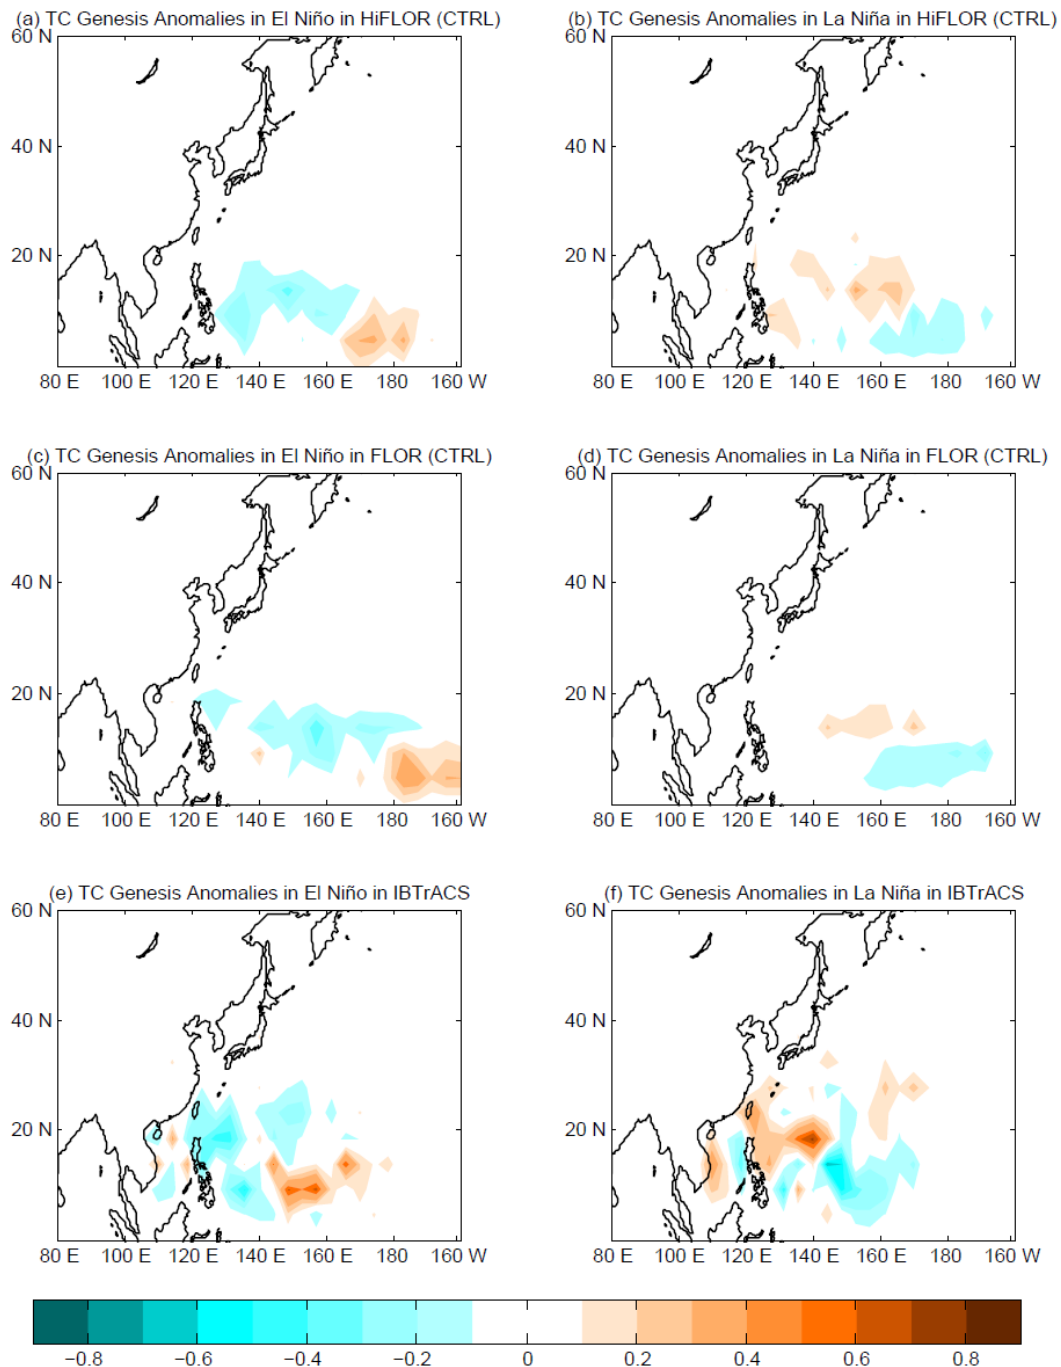 (a) TC Genesis Anomalies in El Niño in HiFLOR (CTRL)
60 N
40 N
20 N
80 E 100 E 120 E 140 E 160 E 180 160 W
(b) TC Genesis Anomalies in La Niña in HiFLOR (CTRL)
60 N
40 N
20 N
80 E 100 E 120 E 140 E 160 E 180 160 W
(c) TC Genesis Anomalies in El Niño in FLOR (CTRL)
60 N
40 N
20 N
80 E 100 E 120 E 140 E 160 E 180 160 W
(d) TC Genesis Anomalies in La Niña in FLOR (CTRL)
60 N
40 N
20 N
80 E 100 E 120 E 140 E 160 E 180 160 W
(e) TC Genesis Anomalies in El Niño in IBTrACS
60 N
40 N
20 N
80 E 100 E 120 E 140 E 160 E 180 160 W
(f) TC Genesis Anomalies in La Niña in IBTrACS
60 N
40 N
20 N
80 E 100 E 120 E 140 E 160 E 180 160 W
−0.8 −0.6 −0.4 −0.2 0 0.2 0.4 0.6 0.8